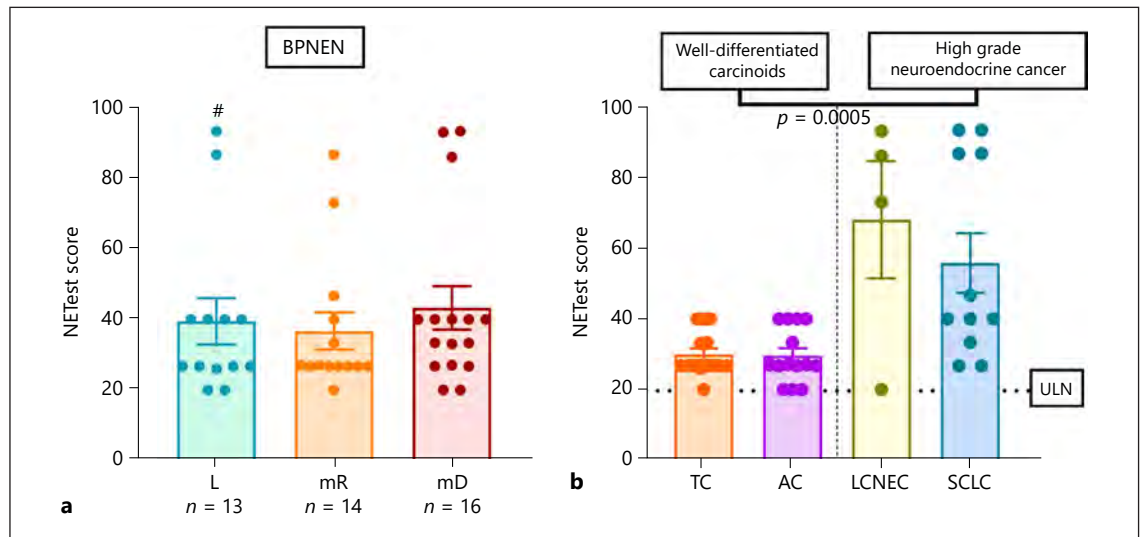 BPNEN
100
80
60
40
20
0
NETest score
#
L
mR
mD
n = 13
n = 14
n = 16
a
Well-differentiated
carcinoids
High grade
neuroendocrine cancer
p = 0.0005
100
80
60
40
20
0
NETest score
ULN
TC
AC
LCNEC
SCLC
b